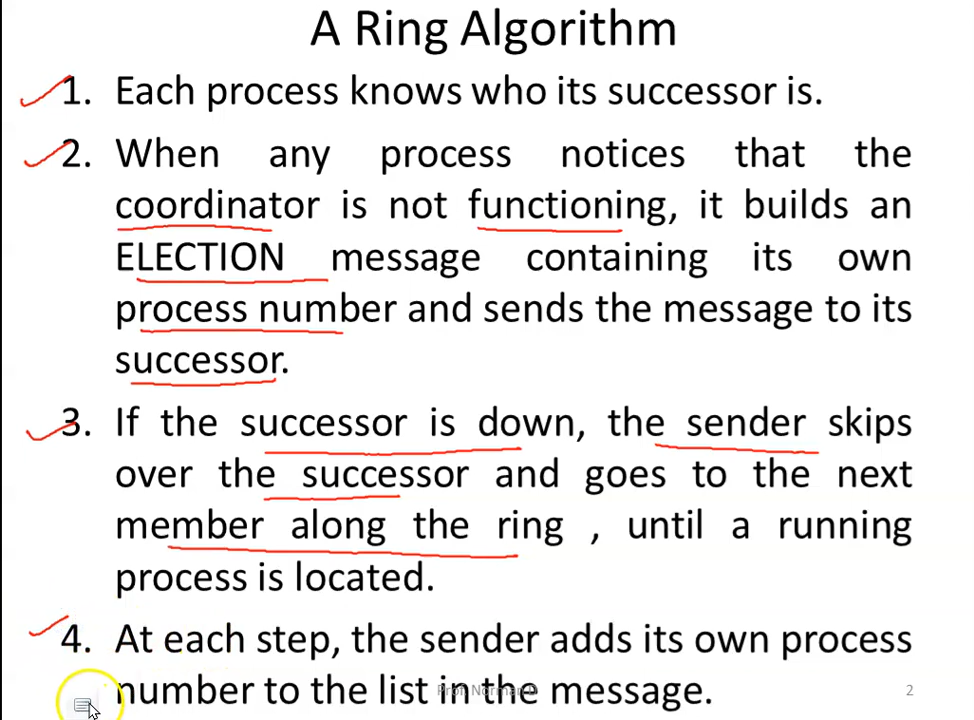 A Ring Algorithm
1. Each process knows who its successor is.
2. When any process notices that the
coordinator is not functioning, it builds an
ELECTION message containing its own
process number and sends the message to its
successor.
3. If the successor is down, the sender skips
over the successor and goes to the next
member along the ring , until a running
process is located.
4. At each step, the sender adds its own process
number to the list in the message.
2